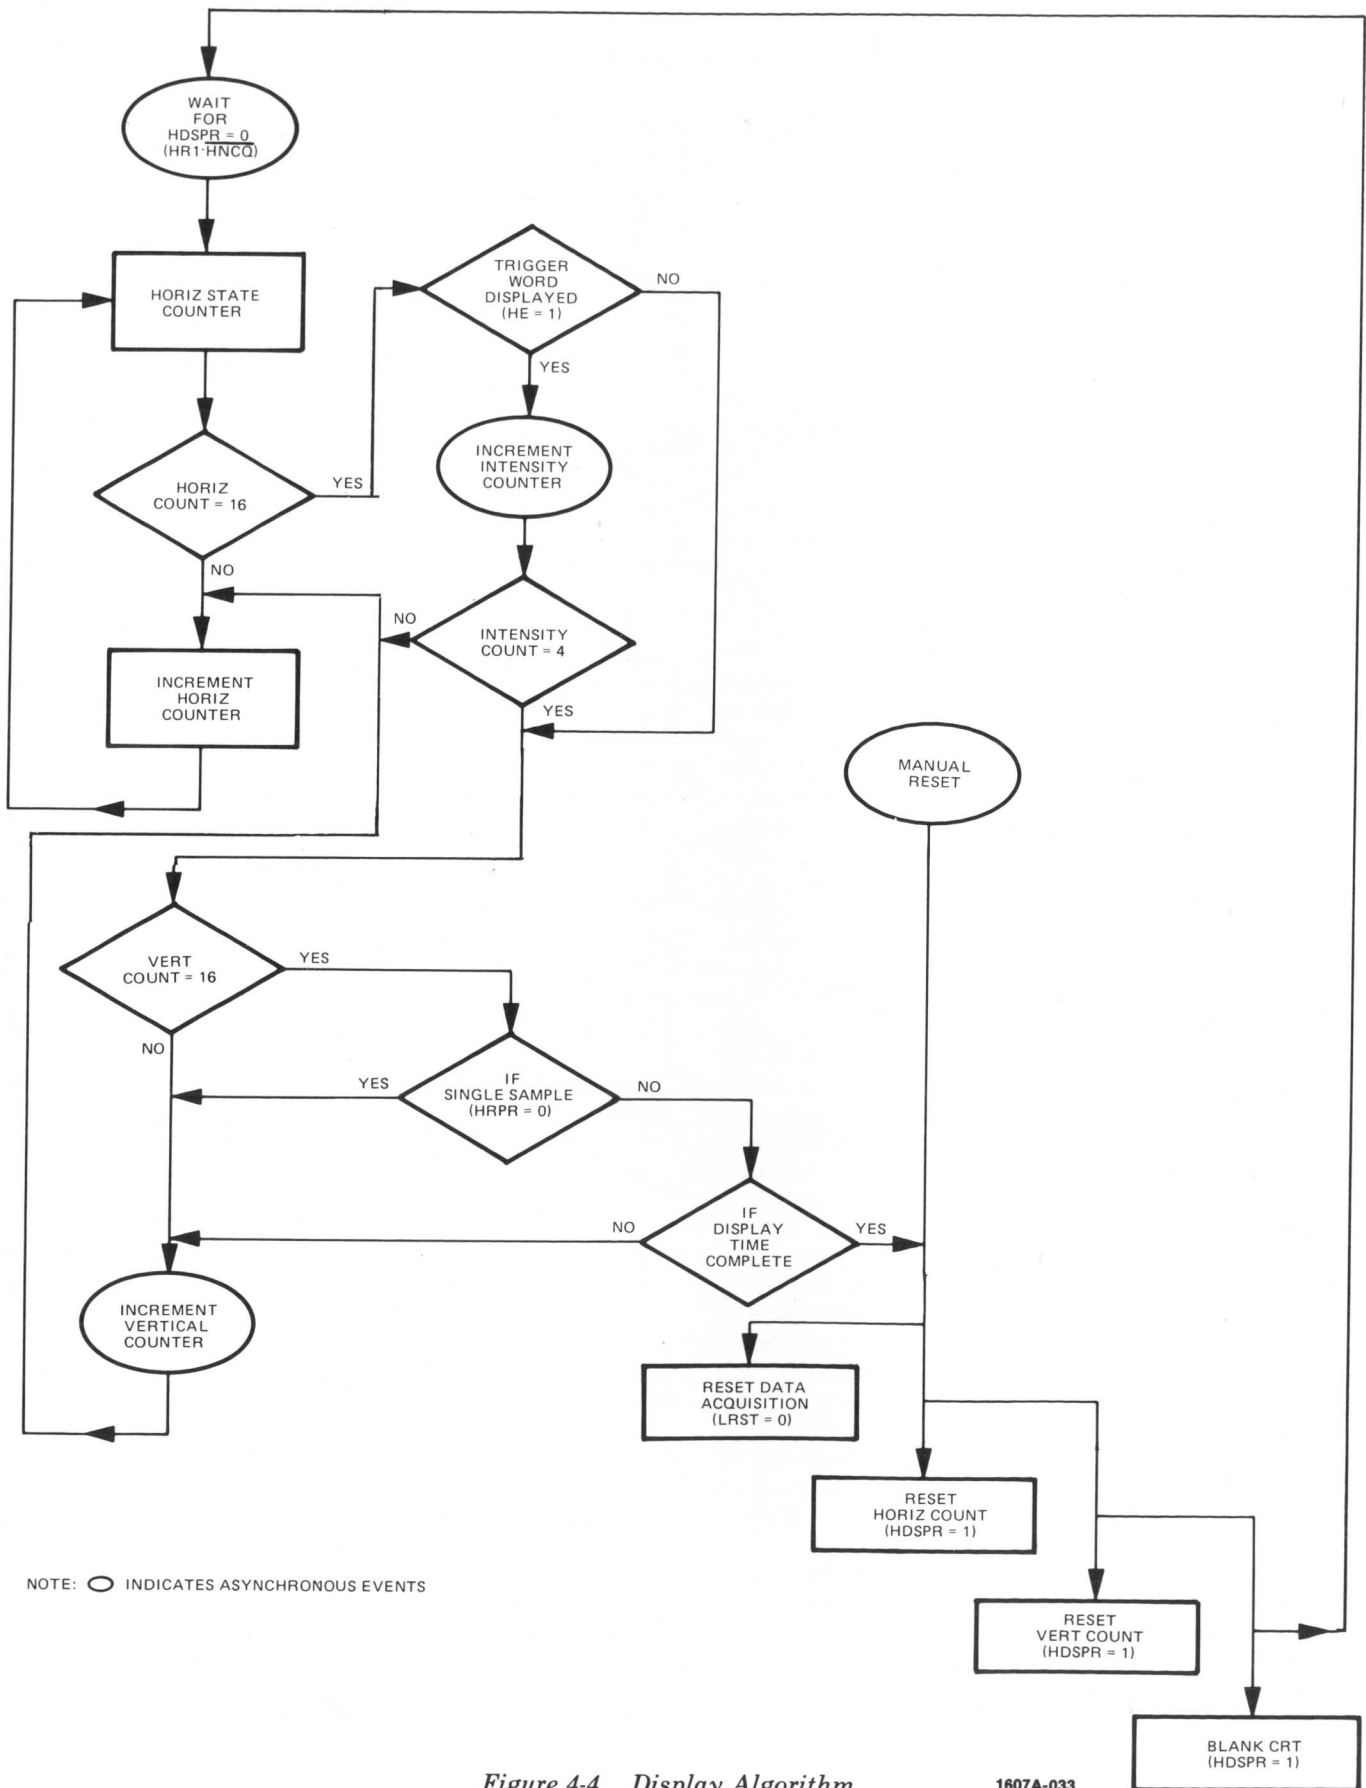 WAIT
FOR
HDSPR = 0
(HR1·HNCQ)
HORIZ STATE
COUNTER
TRIGGER
WORD
DISPLAYED
(HE = 1)
NO
YES
INCREMENT
INTENSITY
COUNTER
HORIZ
COUNT = 16
YES
NO
INTENSITY
COUNT = 4
NO
YES
INCREMENT
HORIZ
COUNTER
MANUAL
RESET
VERT
COUNT = 16
YES
NO
IF
SINGLE SAMPLE
(HRPR = 0)
YES
NO
IF
DISPLAY
TIME
COMPLETE
NO
YES
INCREMENT
VERTICAL
COUNTER
RESET DATA
ACQUISITION
(LRST = 0)
RESET
HORIZ COUNT
(HDSPR = 1)
NOTE: INDICATES ASYNCHRONOUS EVENTS
RESET
VERT COUNT
(HDSPR = 1)
BLANK CRT
(HDSPR = 1)
Figure 4-4. Display Algorithm
1607A-033